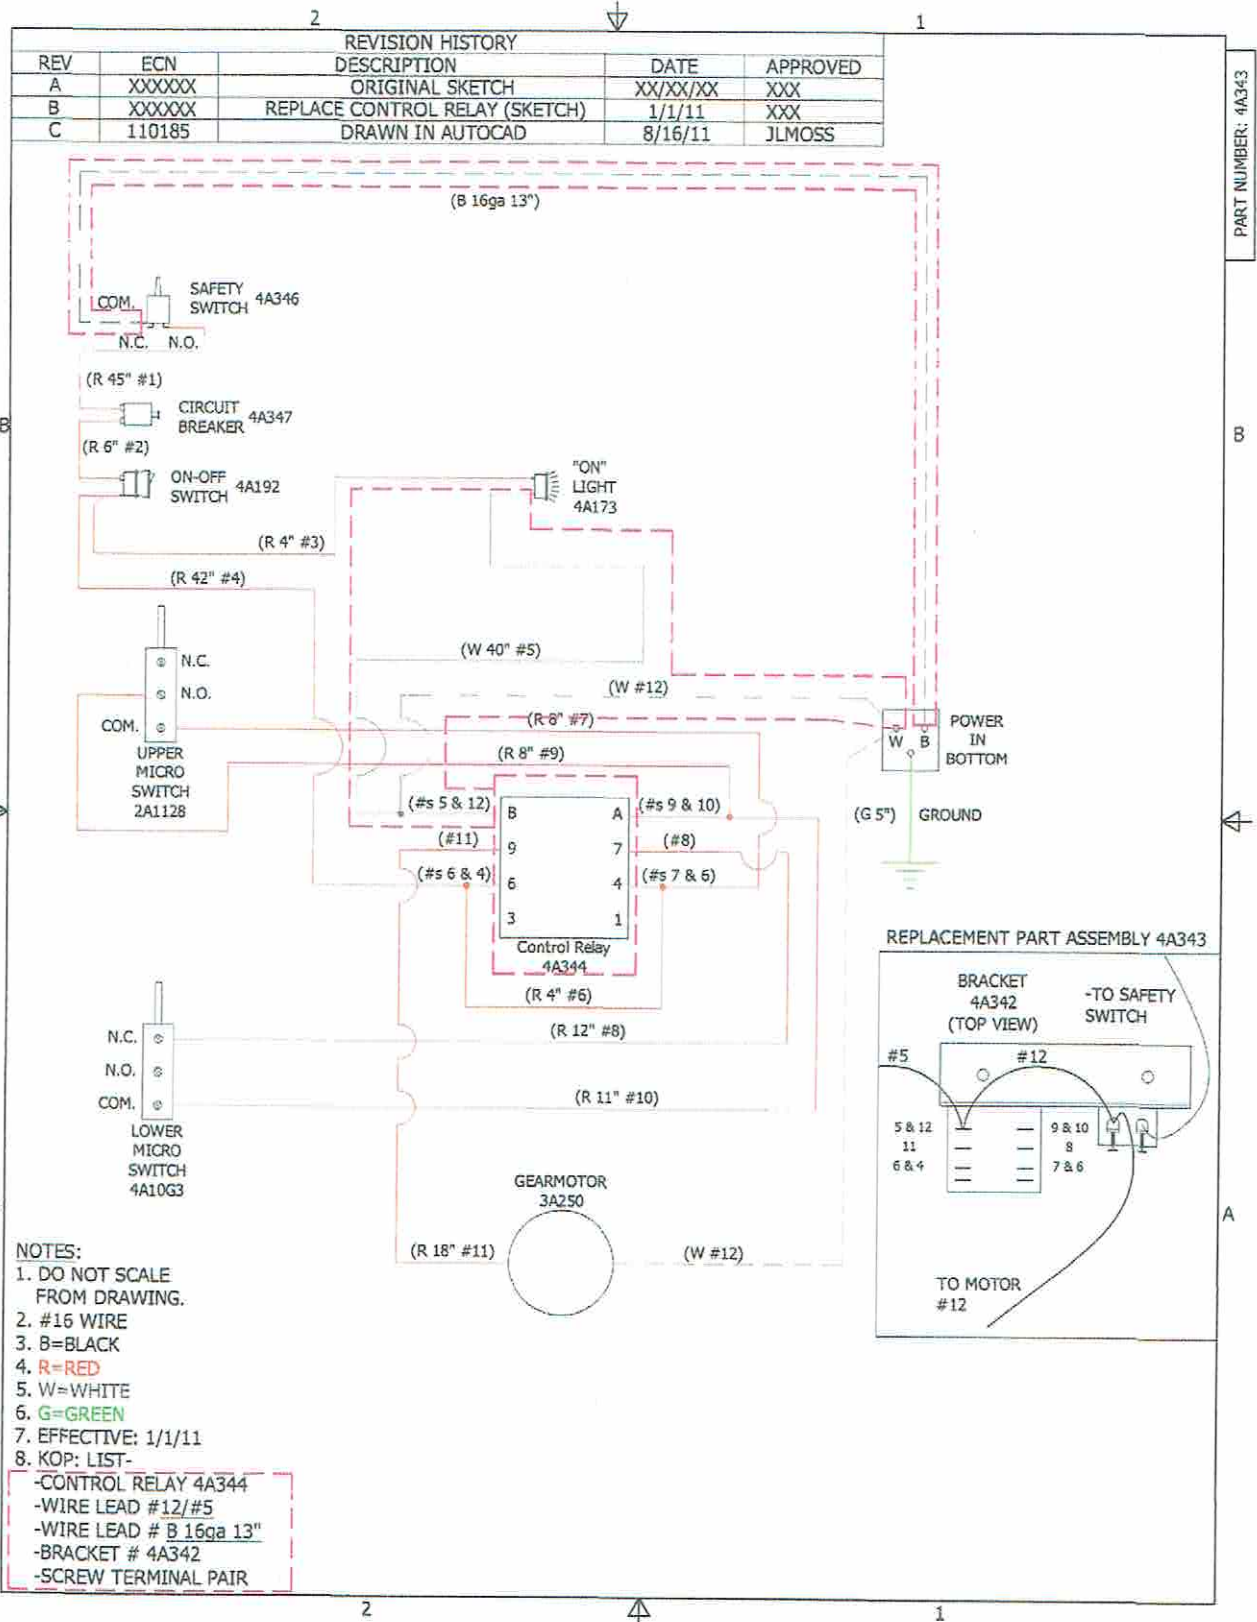 2 1
REVISION HISTORY
REV ECN DESCRIPTION DATE APPROVED
A XXXXXX ORIGINAL SKETCH XX/XX/XX XXX
B XXXXXX REPLACE CONTROL RELAY (SKETCH) 1/1/11 XXX
C 110185 DRAWN IN AUTOCAD 8/16/11 JLMOSS
PART NUMBER: 4A343
(B 16ga 13")
COM.
SAFETY
SWITCH 4A346
N.C. N.O.
(R 45" #1)
CIRCUIT
BREAKER 4A347
B
B
(R 6" #2)
ON-OFF
SWITCH 4A192
"ON"
LIGHT
4A173
(R 4" #3)
(R 42" #4)
(W 40" #5)
N.C.
N.O.
COM.
UPPER
MICRO
SWITCH
2A1128
(W #12)
(R 8" #7)
(R 8" #9)
W B
POWER
IN
BOTTOM
(G 5") GROUND
(#s 5 & 12) B A (#s 9 & 10)
(#11) 9 7 (#8)
(#s 6 & 4) 6 4 (#s 7 & 6)
3 1
Control Relay
4A344
(R 4" #6)
(R 12" #8)
(R 11" #10)
N.C.
N.O.
COM.
LOWER
MICRO
SWITCH
4A10G3
GEARMOTOR
3A250
(R 18" #11)
(W #12)
REPLACEMENT PART ASSEMBLY 4A343
BRACKET
4A342
(TOP VIEW)
-TO SAFETY
SWITCH
#5 #12
5 & 12 9 & 10
11 8
6 & 4 7 & 6
TO MOTOR
#12
A
NOTES:
1. DO NOT SCALE
FROM DRAWING.
2. #16 WIRE
3. B=BLACK
4. R=RED
5. W=WHITE
6. G=GREEN
7. EFFECTIVE: 1/1/11
8. KOP: LIST-
-CONTROL RELAY 4A344
-WIRE LEAD #12/#5
-WIRE LEAD # B 16ga 13"
-BRACKET # 4A342
-SCREW TERMINAL PAIR
2 1